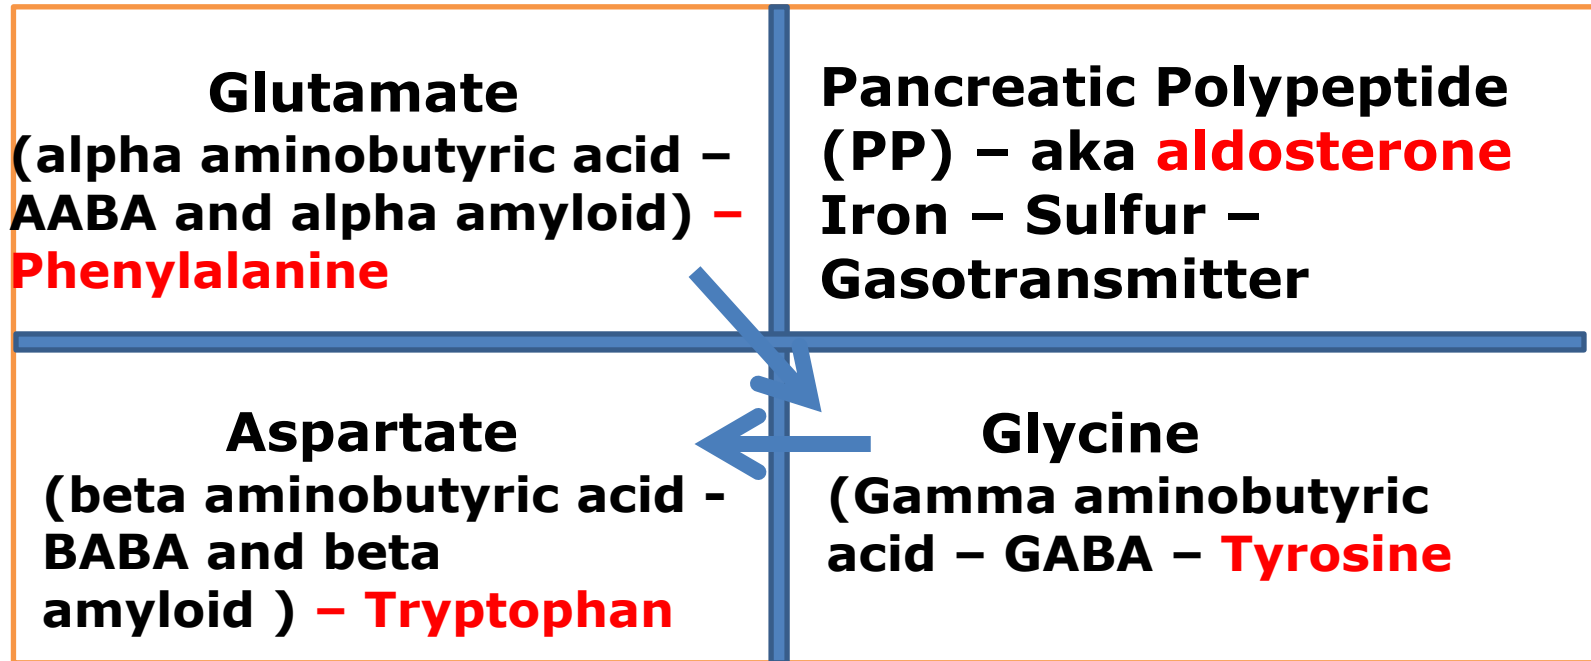 Glutamate
(alpha aminobutyric acid –
AABA and alpha amyloid) –
Phenylalanine
Pancreatic Polypeptide
(PP) – aka aldosterone
Iron – Sulfur –
Gasotransmitter
Aspartate
(beta aminobutyric acid -
BABA and beta
amyloid ) – Tryptophan
Glycine
(Gamma aminobutyric
acid – GABA – Tyrosine